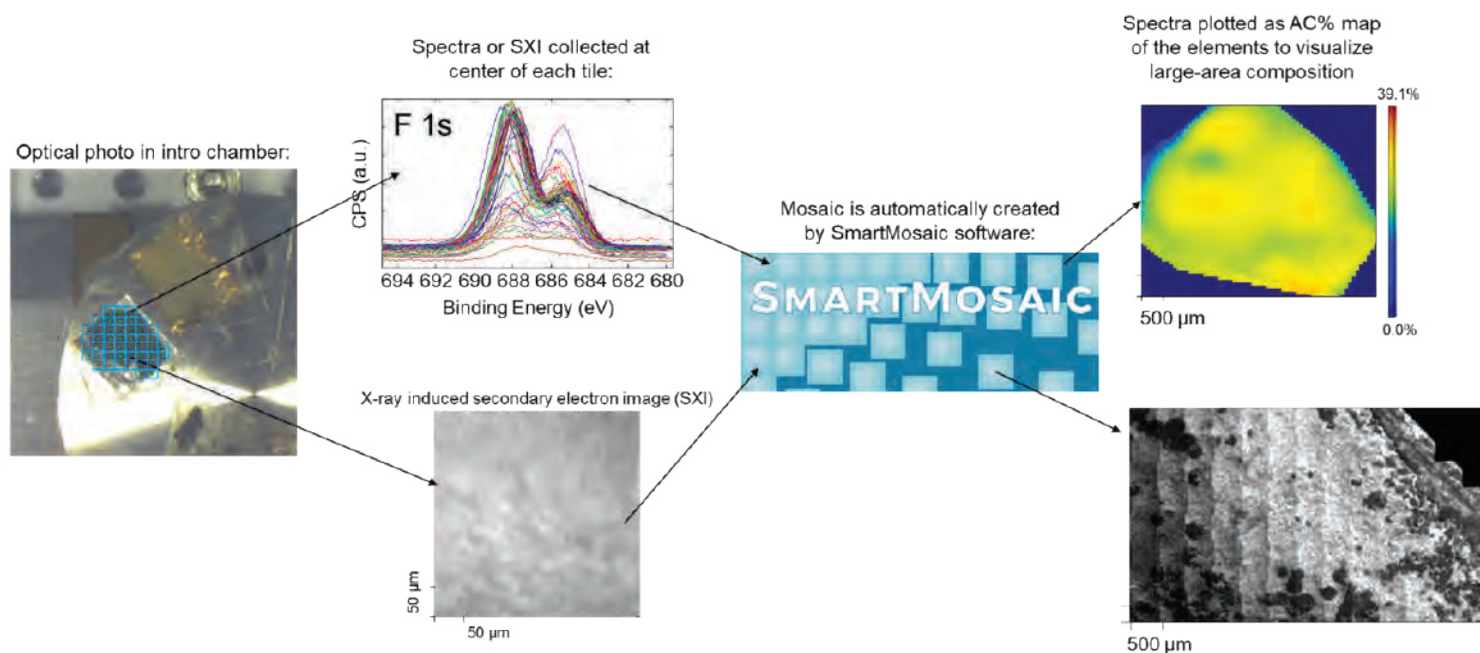 Optical photo in intro chamber:
Spectra or SXI collected at
center of each tile:
F 1s
CPS (a.u.)
694 692 690 688 686 684 682 680
Binding Energy (eV)
X-ray induced secondary electron image (SXI)
50 µm
50 µm
Mosaic is automatically created
by SmartMosaic software:
SMARTMOSAIC
Spectra plotted as AC% map
of the elements to visualize
large-area composition
39.1%
0.0%
500 µm
500 µm